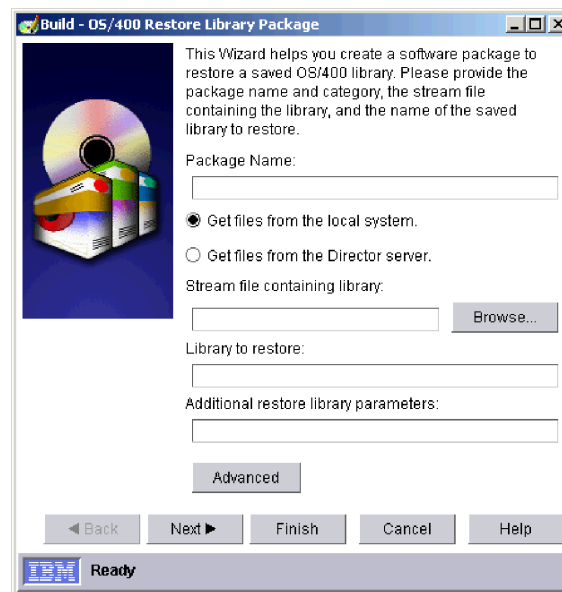 Build - OS/400 Restore Library Package
This Wizard helps you create a software package to
restore a saved OS/400 library. Please provide the
package name and category, the stream file
containing the library, and the name of the saved
library to restore.
Package Name:
Get files from the local system.
Get files from the Director server.
Stream file containing library:
Browse...
Library to restore:
Additional restore library parameters:
Advanced
Back Next Finish Cancel Help
IBM Ready